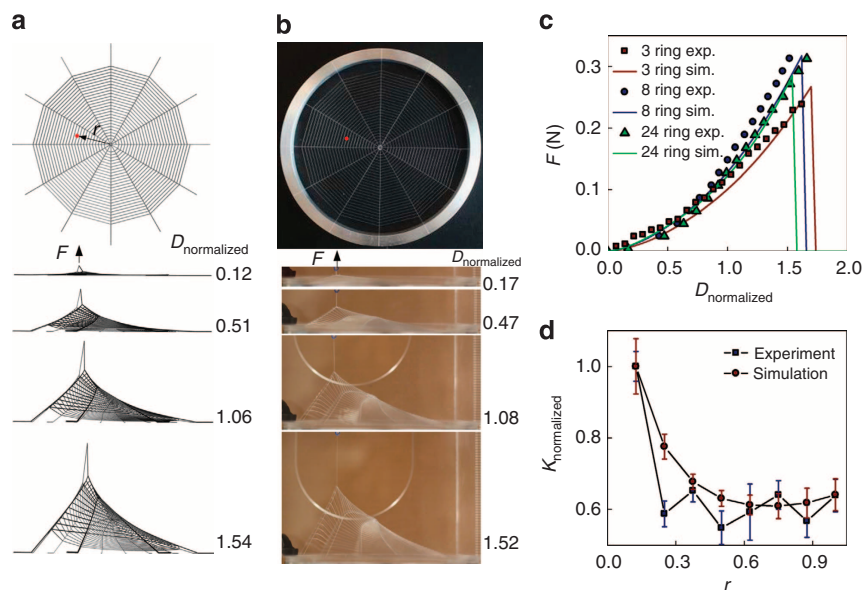 a
r
F
D normalized
0.12
0.51
1.06
1.54
b
F
D normalized
0.17
0.47
1.08
1.52
c
F (N)
0.3
0.2
0.1
0.0
3 ring exp.
3 ring sim.
8 ring exp.
8 ring sim.
24 ring exp.
24 ring sim.
0.0 0.5 1.0 1.5 2.0
D normalized
d
K normalized
1.0
0.8
0.6
Experiment
Simulation
0.0 0.3 0.6 0.9
r